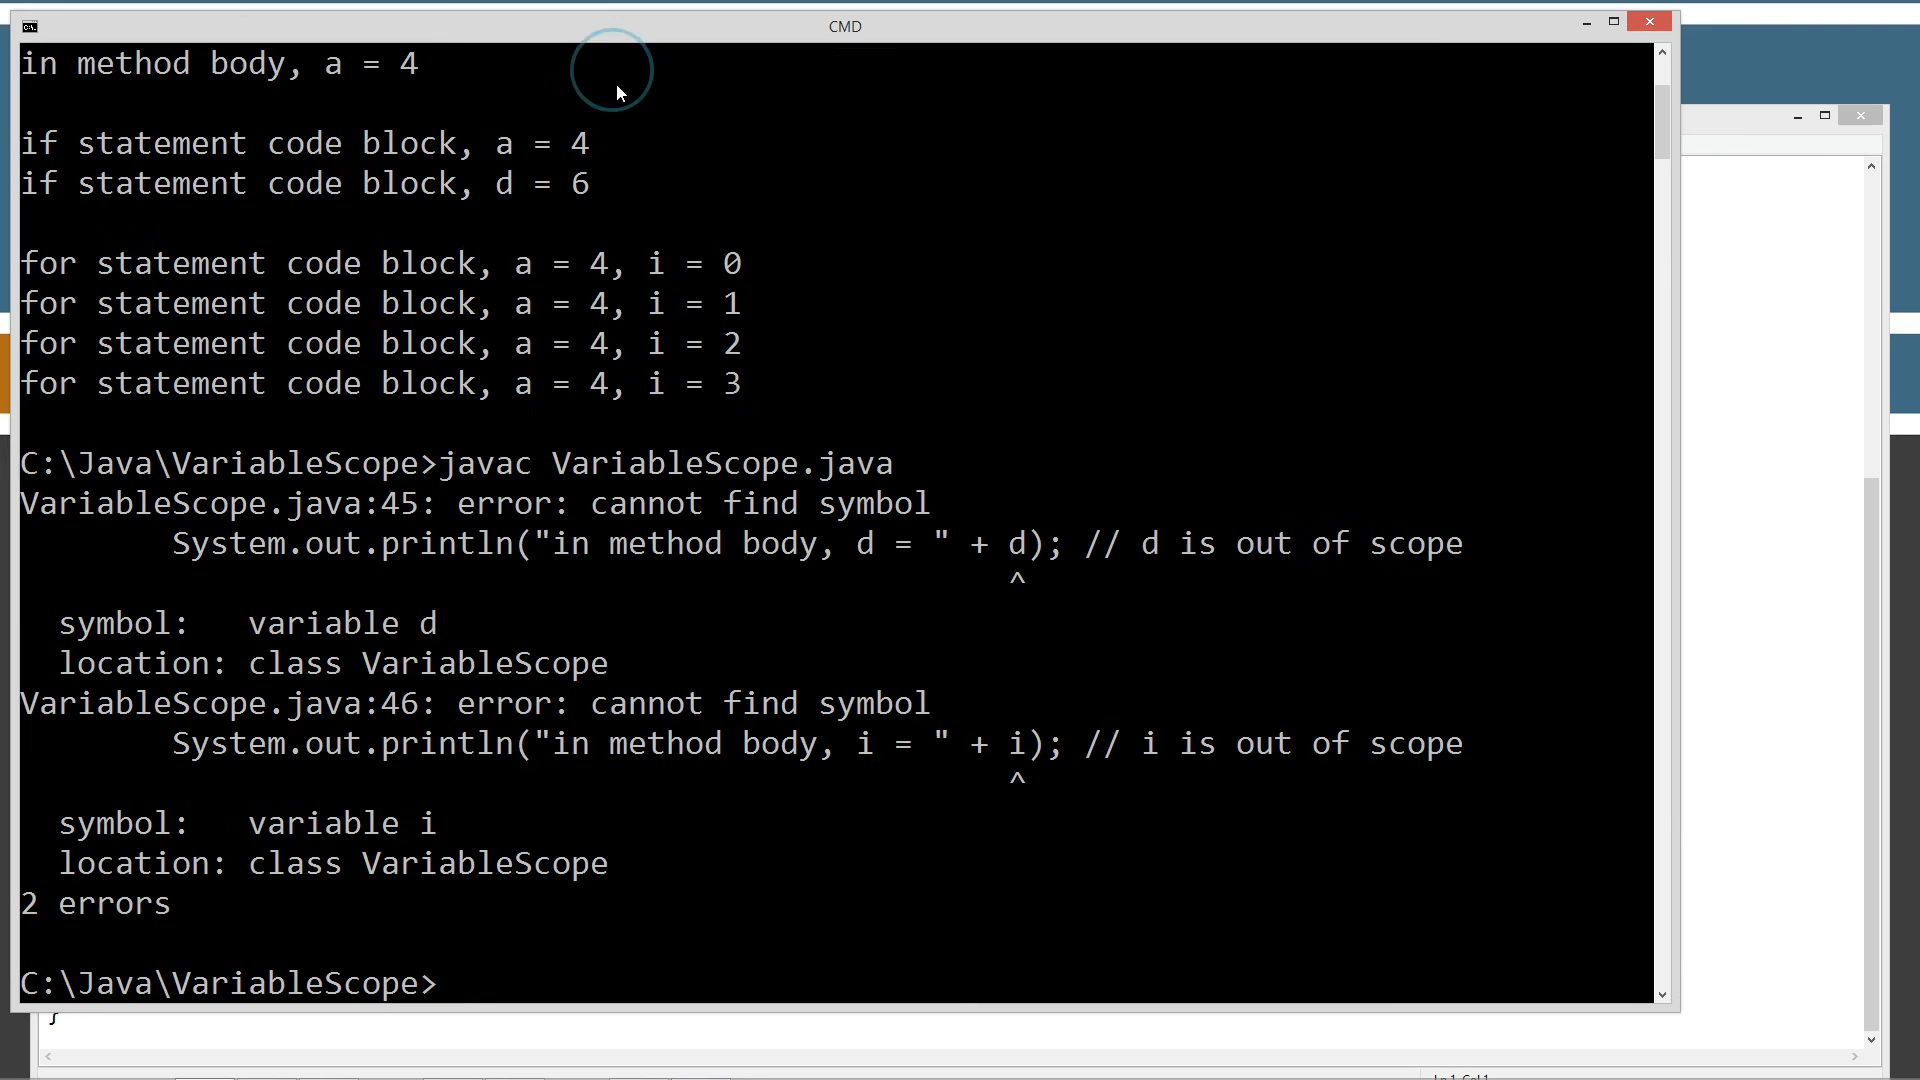 CMD
in method body, a = 4
if statement code block, a = 4
if statement code block, d = 6
for statement code block, a = 4, i = 0
for statement code block, a = 4, i = 1
for statement code block, a = 4, i = 2
for statement code block, a = 4, i = 3
C:\Java\VariableScope>javac VariableScope.java
VariableScope.java:45: error: cannot find symbol
System.out.println("in method body, d = " + d); // d is out of scope
^
symbol:   variable d
location: class VariableScope
VariableScope.java:46: error: cannot find symbol
System.out.println("in method body, i = " + i); // i is out of scope
^
symbol:   variable i
location: class VariableScope
2 errors
C:\Java\VariableScope>
}